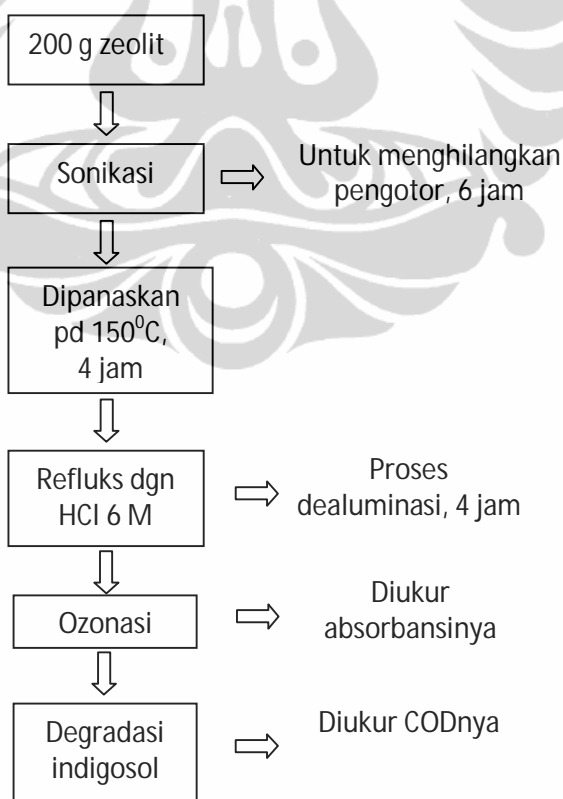 200 g zeolit
Sonikasi
Untuk menghilangkan
pengotor, 6 jam
Dipanaskan
pd 150⁰C,
4 jam
Refluks dgn
HCl 6 M
Proses
dealuminasi, 4 jam
Ozonasi
Diukur
absorbansinya
Degradasi
indigosol
Diukur CODnya